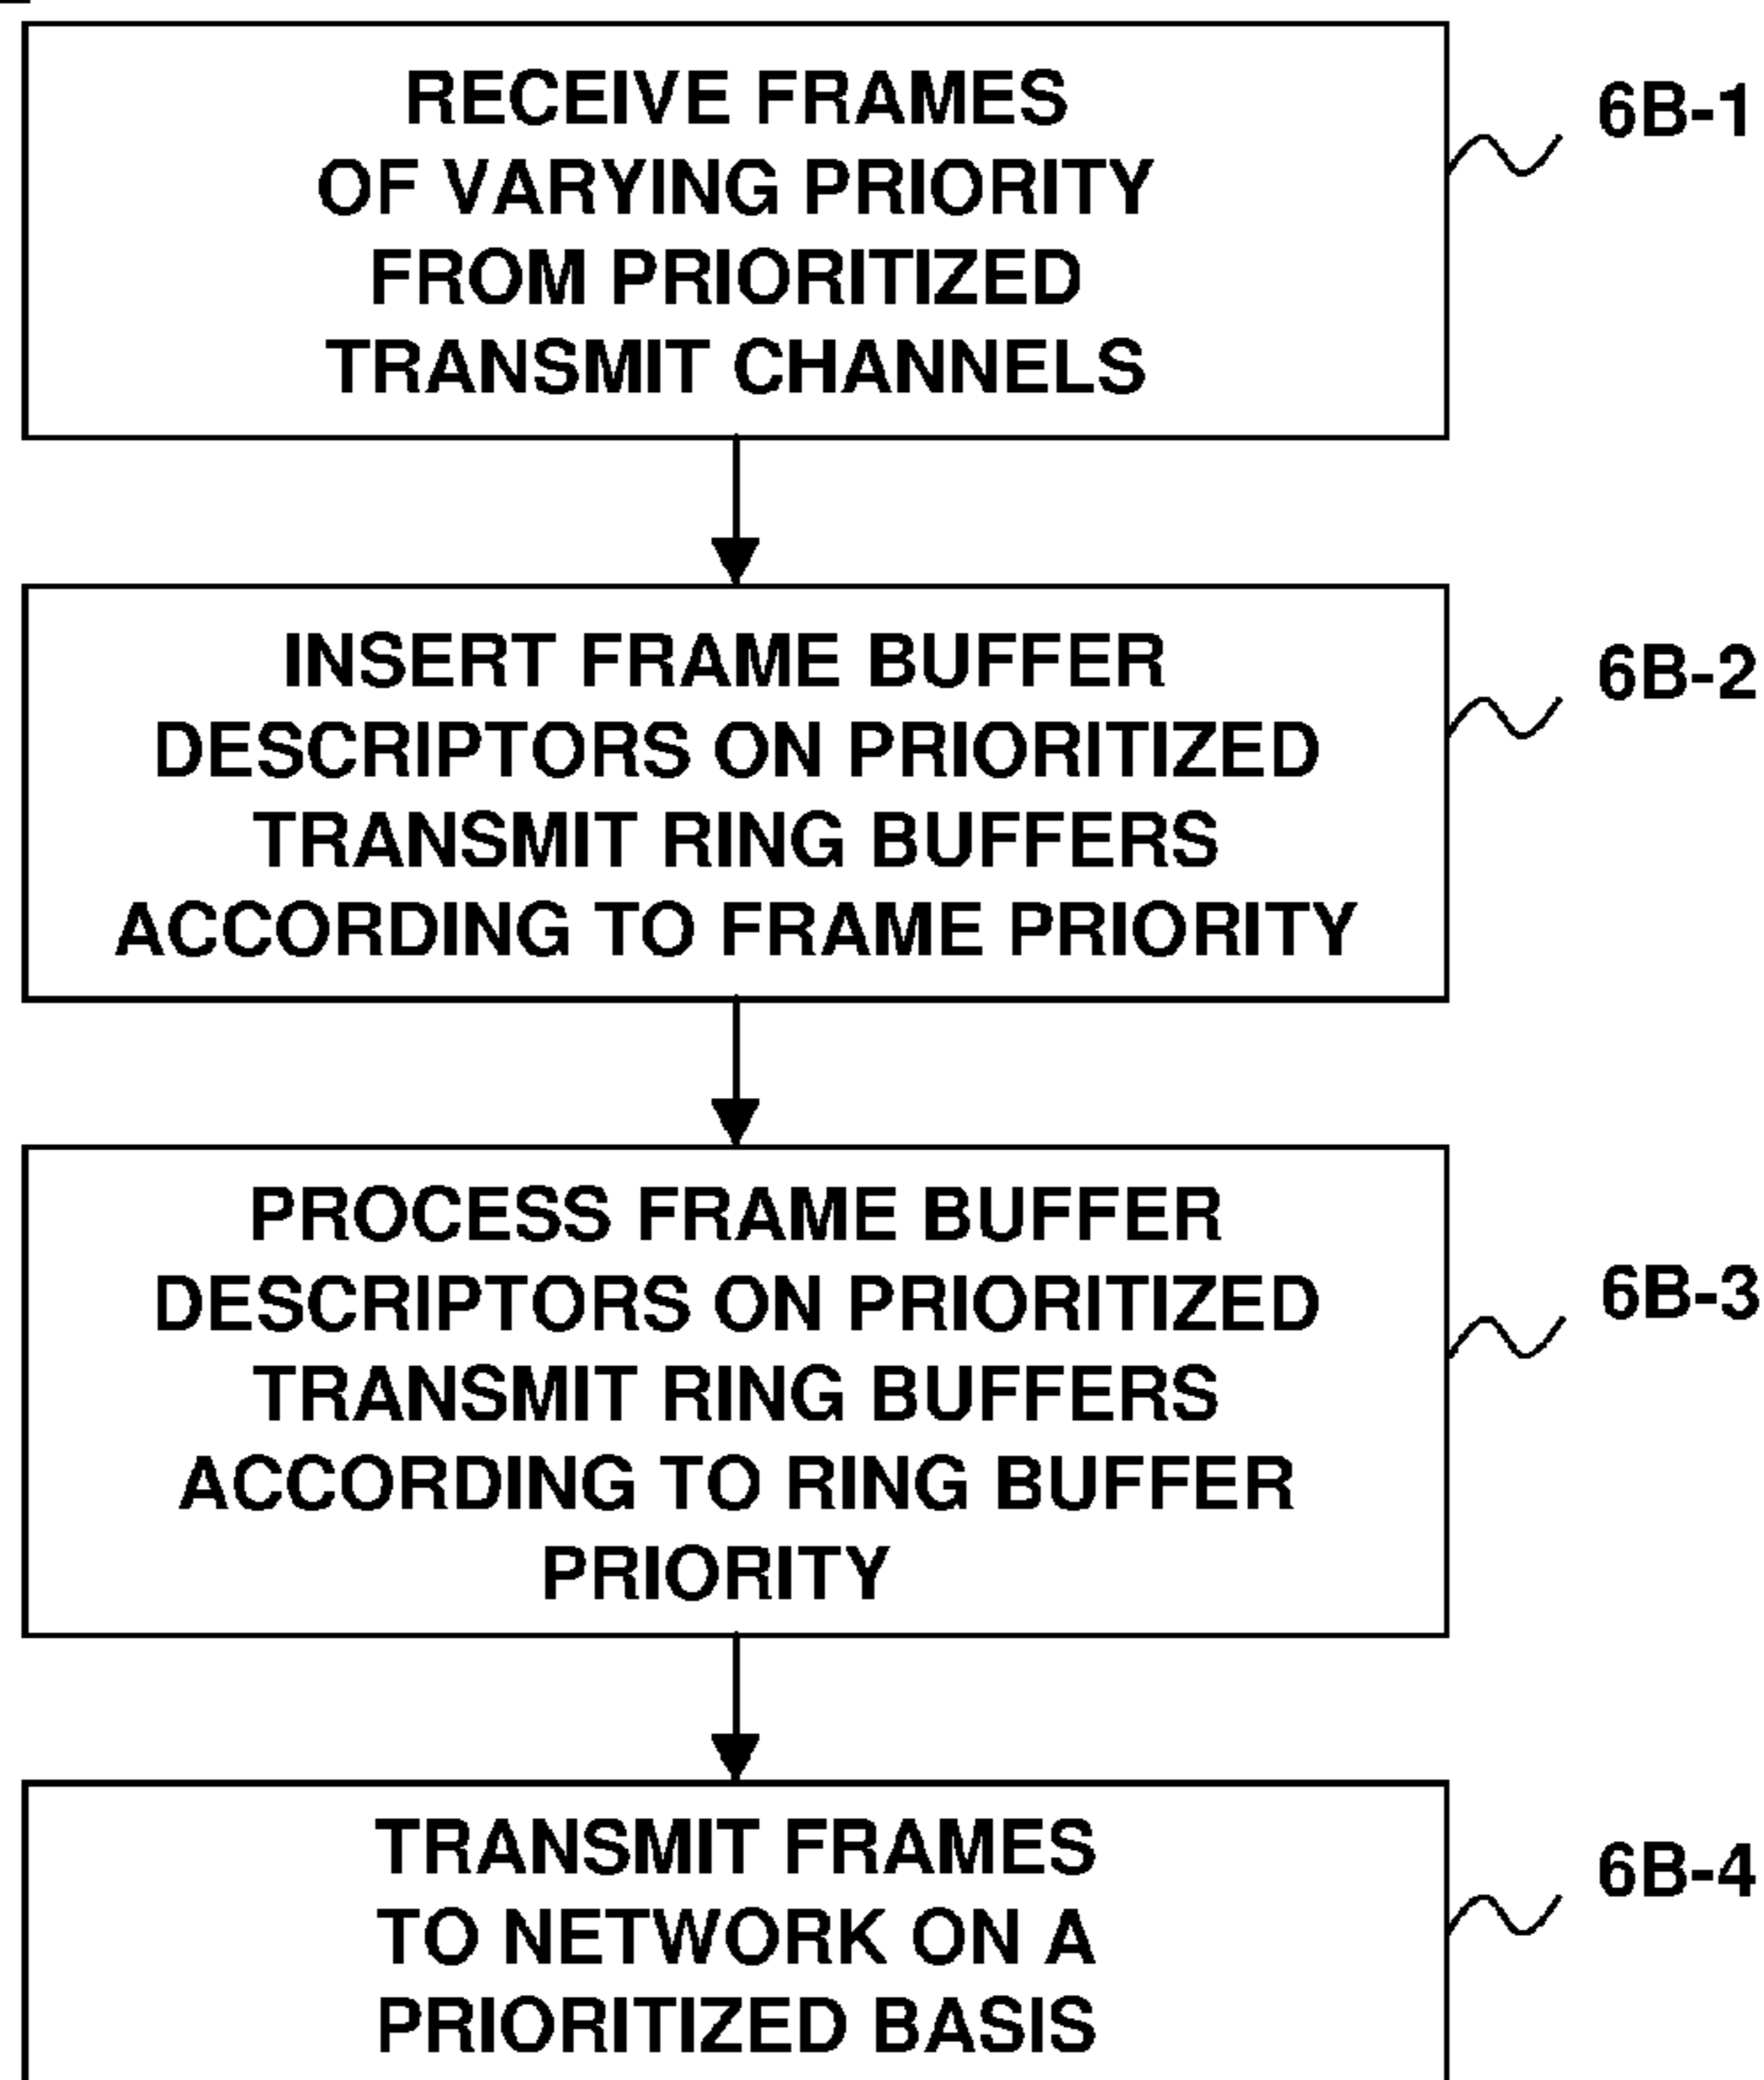 RECEIVE FRAMES
OF VARYING PRIORITY
FROM PRIORITIZED
TRANSMIT CHANNELS
6B-1
INSERT FRAME BUFFER
DESCRIPTORS ON PRIORITIZED
TRANSMIT RING BUFFERS
ACCORDING TO FRAME PRIORITY
6B-2
PROCESS FRAME BUFFER
DESCRIPTORS ON PRIORITIZED
TRANSMIT RING BUFFERS
ACCORDING TO RING BUFFER
PRIORITY
6B-3
TRANSMIT FRAMES
TO NETWORK ON A
PRIORITIZED BASIS
6B-4